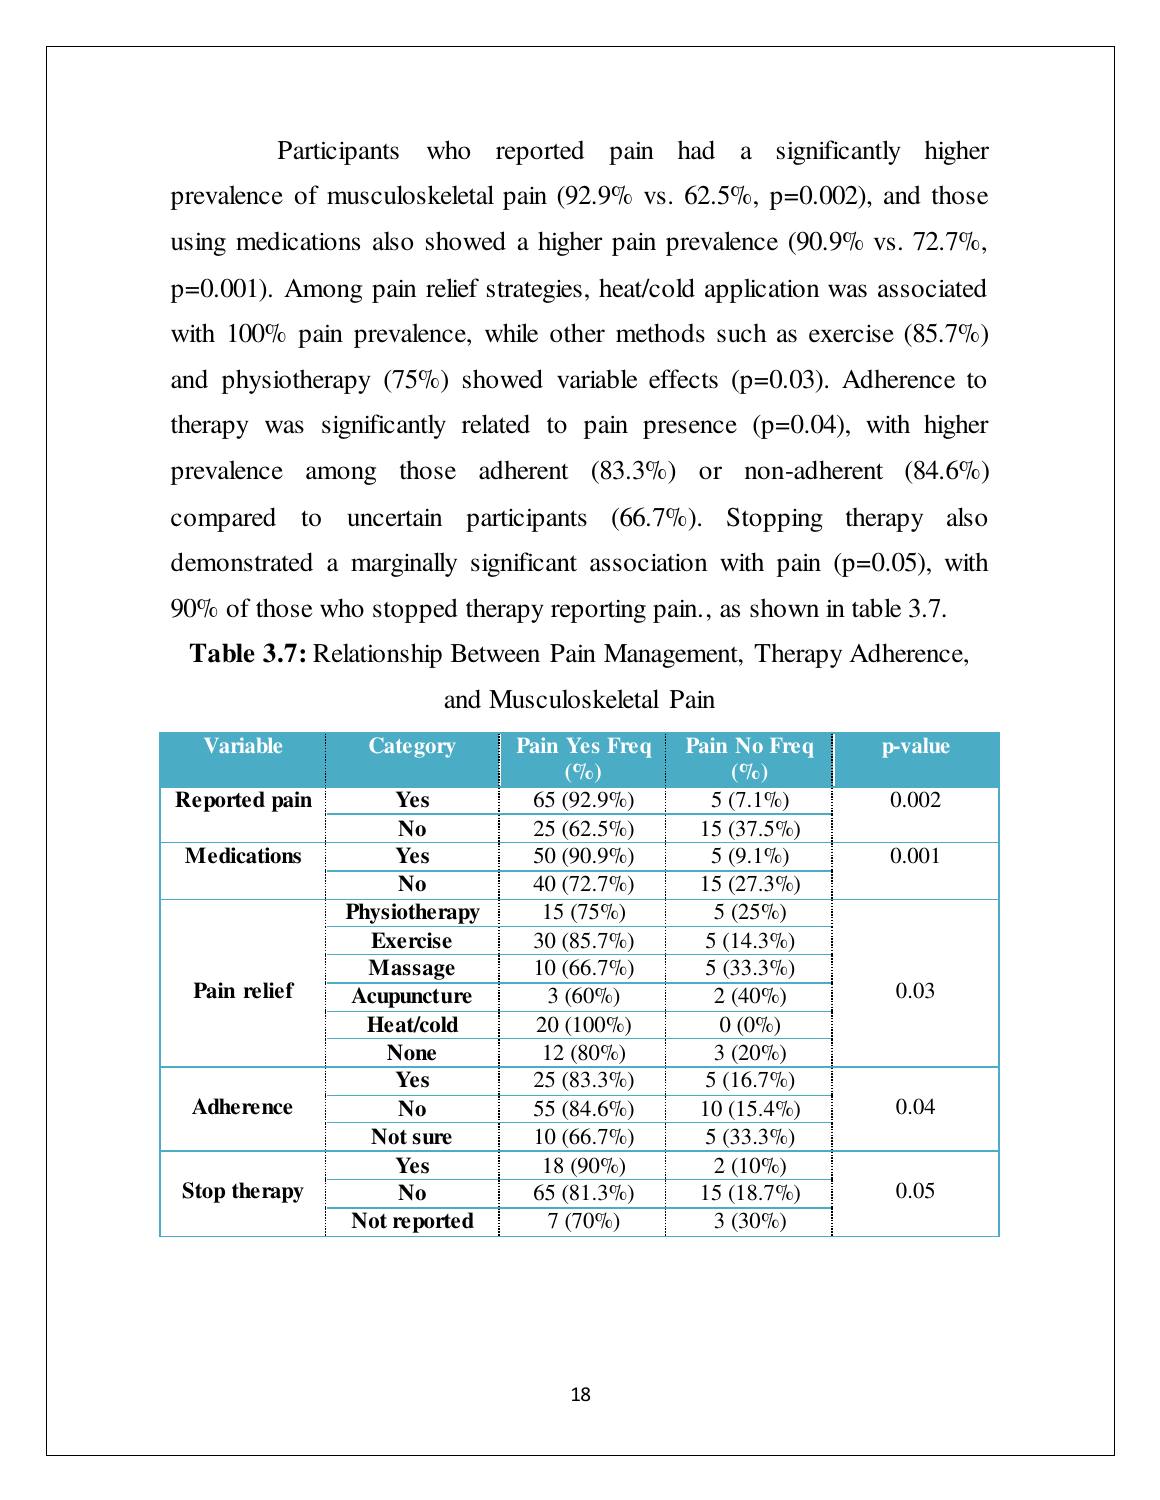 Participants who reported pain had a significantly higher
prevalence of musculoskeletal pain (92.9% vs. 62.5%, p=0.002), and those
using medications also showed a higher pain prevalence (90.9% vs. 72.7%,
p=0.001). Among pain relief strategies, heat/cold application was associated
with 100% pain prevalence, while other methods such as exercise (85.7%)
and physiotherapy (75%) showed variable effects (p=0.03). Adherence to
therapy was significantly related to pain presence (p=0.04), with higher
prevalence among those adherent (83.3%) or non-adherent (84.6%)
compared to uncertain participants (66.7%). Stopping therapy also
demonstrated a marginally significant association with pain (p=0.05), with
90% of those who stopped therapy reporting pain., as shown in table 3.7.
Table 3.7: Relationship Between Pain Management, Therapy Adherence,
and Musculoskeletal Pain
Variable Category Pain Yes Freq Pain No Freq p-value
(%) (%)
Reported pain Yes 65 (92.9%) 5 (7.1%) 0.002
No 25 (62.5%) 15 (37.5%)
Medications Yes 50 (90.9%) 5 (9.1%) 0.001
No 40 (72.7%) 15 (27.3%)
Physiotherapy 15 (75%) 5 (25%)
Exercise 30 (85.7%) 5 (14.3%)
Massage 10 (66.7%) 5 (33.3%)
Pain relief Acupuncture 3 (60%) 2 (40%) 0.03
Heat/cold 20 (100%) 0 (0%)
None 12 (80%) 3 (20%)
Yes 25 (83.3%) 5 (16.7%)
Adherence No 55 (84.6%) 10 (15.4%) 0.04
Not sure 10 (66.7%) 5 (33.3%)
Yes 18 (90%) 2 (10%)
Stop therapy No 65 (81.3%) 15 (18.7%) 0.05
Not reported 7 (70%) 3 (30%)
18